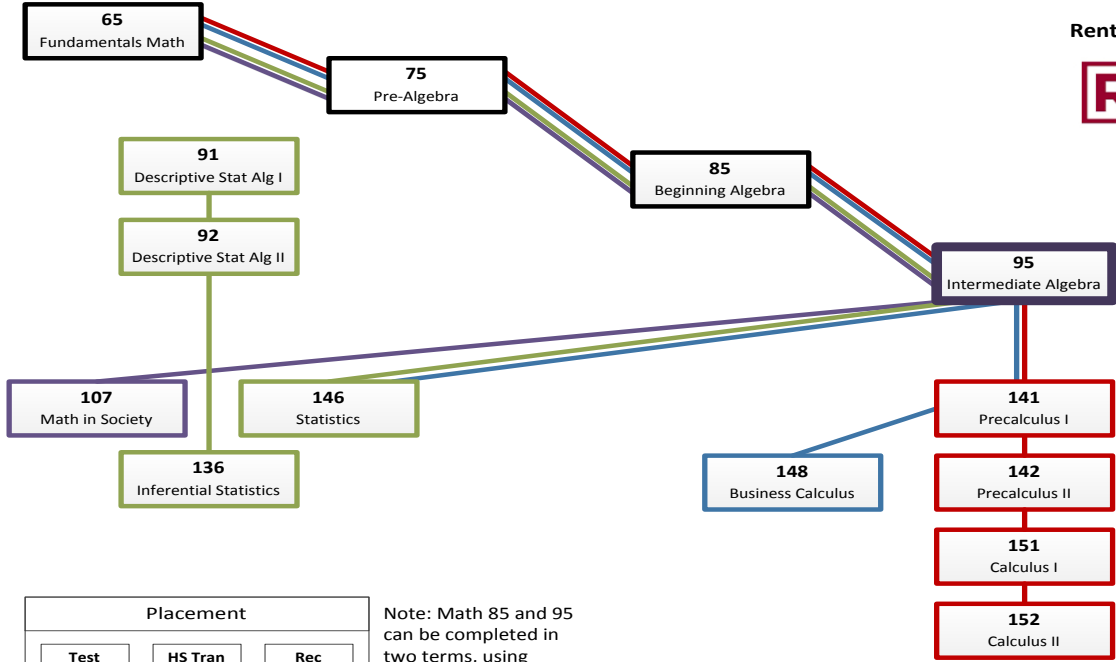 65
Fundamentals Math
Rent
R
75
Pre-Algebra
91
Descriptive Stat Alg I
85
Beginning Algebra
92
Descriptive Stat Alg II
95
Intermediate Algebra
107
Math in Society
146
Statistics
141
Precalculus I
136
Inferential Statistics
148
Business Calculus
142
Precalculus II
151
Calculus I
152
Calculus II
Placement
Test
HS Tran
Rec
Note: Math 85 and 95
can be completed in
two terms, using